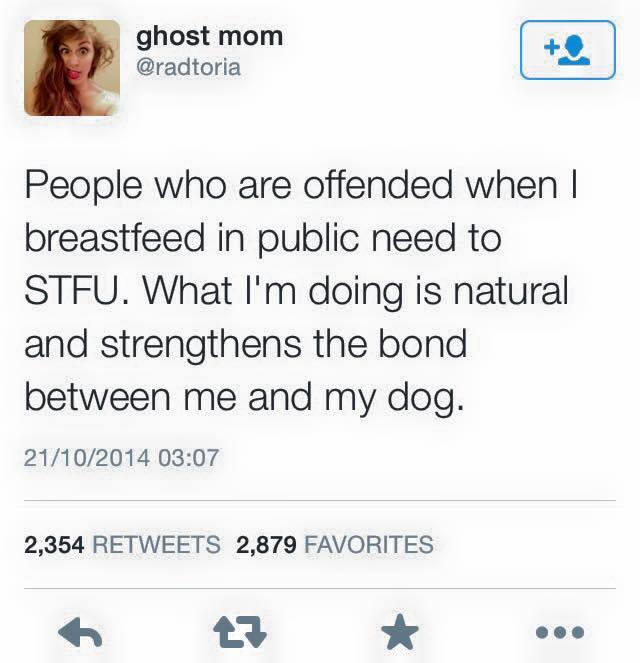 ghost mom
@radtoria
People who are offended when I
breastfeed in public need to
STFU. What I'm doing is natural
and strengthens the bond
between me and my dog.
21/10/2014 03:07
2,354 RETWEETS 2,879 FAVORITES